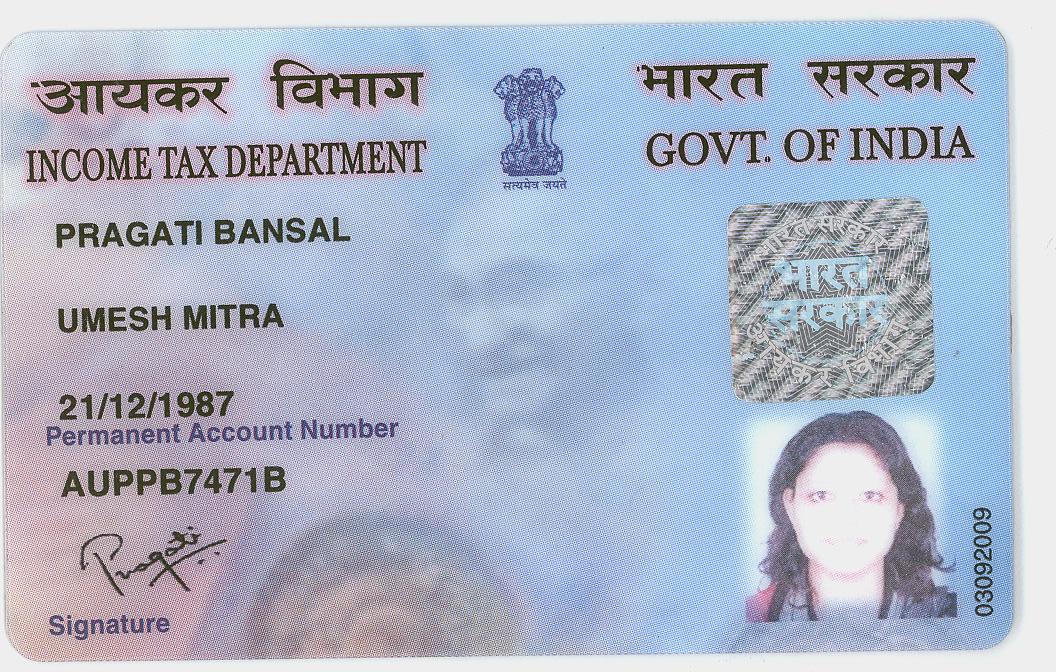 आयकर विभाग
INCOME TAX DEPARTMENT
सत्यमेव जयते
भारत सरकार
GOVT. OF INDIA
PRAGATI BANSAL
UMESH MITRA
21/12/1987
Permanent Account Number
AUPPB7471B
Pragati
Signature
भारत
सरकार
03092009